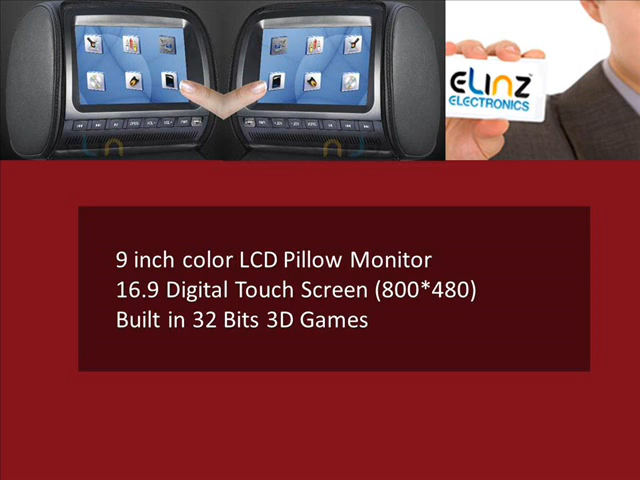 ELINZ
ELECTRONICS
9 inch color LCD Pillow Monitor
16.9 Digital Touch Screen (800*480)
Built in 32 Bits 3D Games